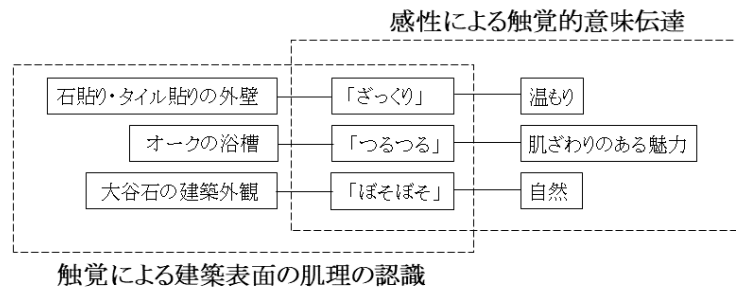 感性による触覚的意味伝達
石貼り・タイル貼りの外壁 「ざっくり」 温もり
オークの浴槽 「つるつる」 肌ざわりのある魅力
大谷石の建築外観 「ぼそぼそ」 自然
触覚による建築表面の肌理の認識